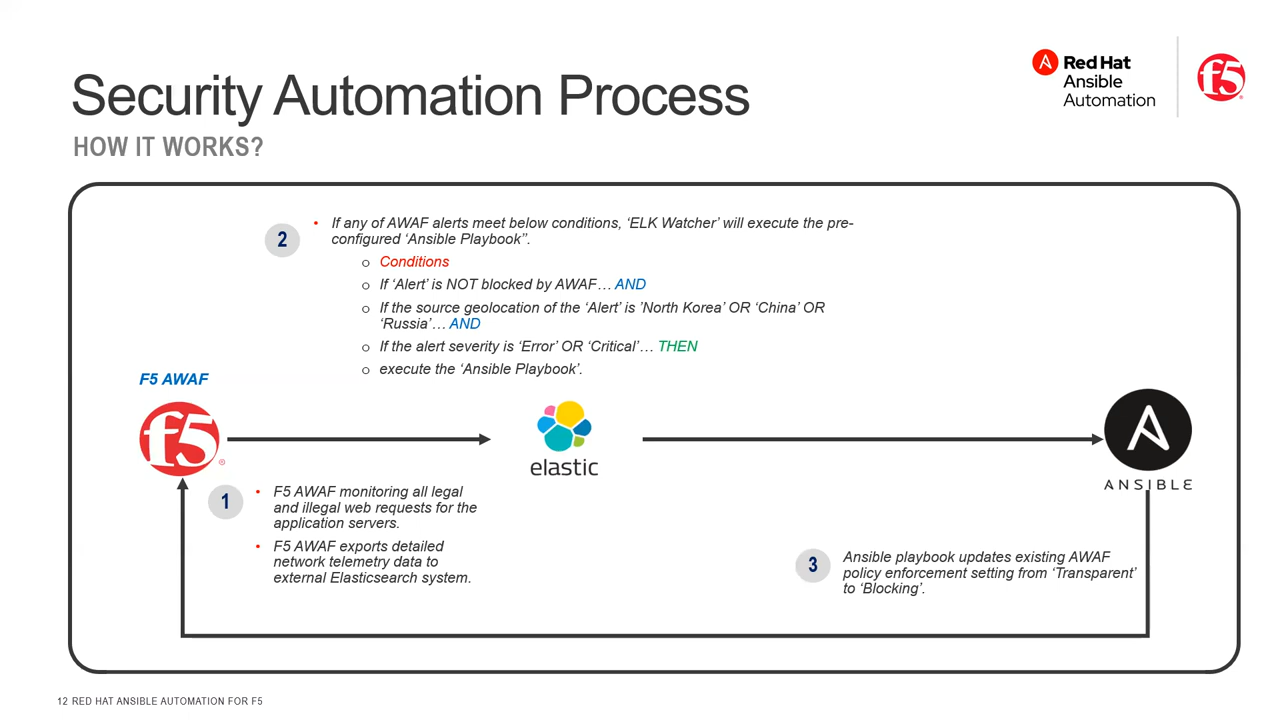 Security Automation Process
HOW IT WORKS?
Red Hat
Ansible
Automation
f5
2
• If any of AWAF alerts meet below conditions, ‘ELK Watcher’ will execute the pre-
configured ‘Ansible Playbook’’.
o Conditions
o If ‘Alert’ is NOT blocked by AWAF… AND
o If the source geolocation of the ‘Alert’ is ’North Korea’ OR ‘China’ OR
‘Russia’… AND
o If the alert severity is ‘Error’ OR ‘Critical’… THEN
o execute the ‘Ansible Playbook’.
F5 AWAF
f5
elastic
ANSIBLE
1
• F5 AWAF monitoring all legal
and illegal web requests for the
application servers.
• F5 AWAF exports detailed
network telemetry data to
external Elasticsearch system.
3
Ansible playbook updates existing AWAF
policy enforcement setting from ‘Transparent’
to ‘Blocking’.
12 RED HAT ANSIBLE AUTOMATION FOR F5